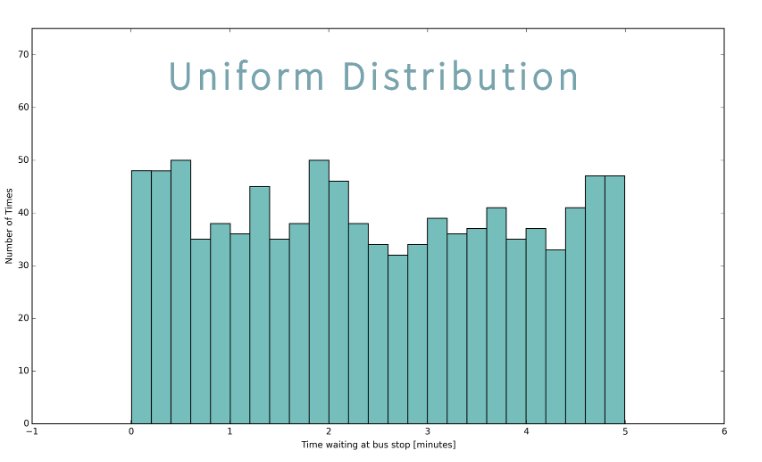 Uniform Distribution
70
60
50
40
30
20
10
0
Number of Times
−1 0 1 2 3 4 5 6
Time waiting at bus stop [minutes]